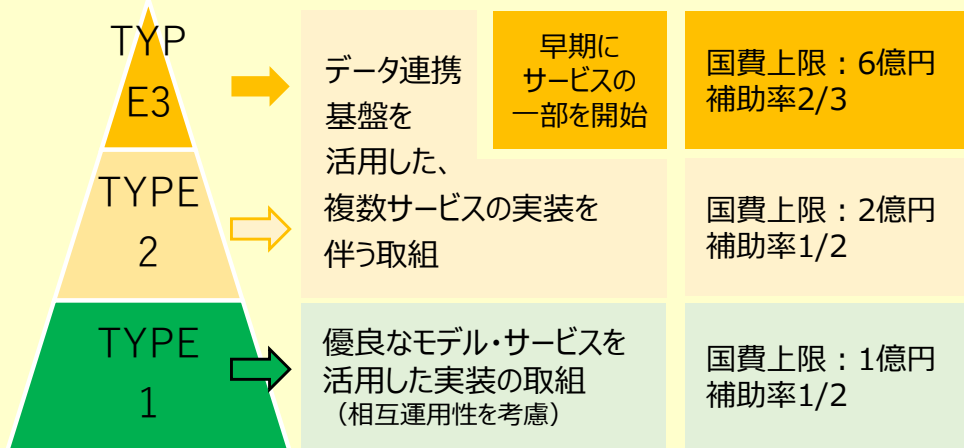 TYP
E3
データ連携
基盤を
活用した、
複数サービスの実装を
伴う取組
早期に
サービスの
一部を開始
国費上限：6億円
補助率2/3
TYPE
2
国費上限：2億円
補助率1/2
TYPE
1
優良なモデル・サービスを
活用した実装の取組
（相互運用性を考慮）
国費上限：1億円
補助率1/2